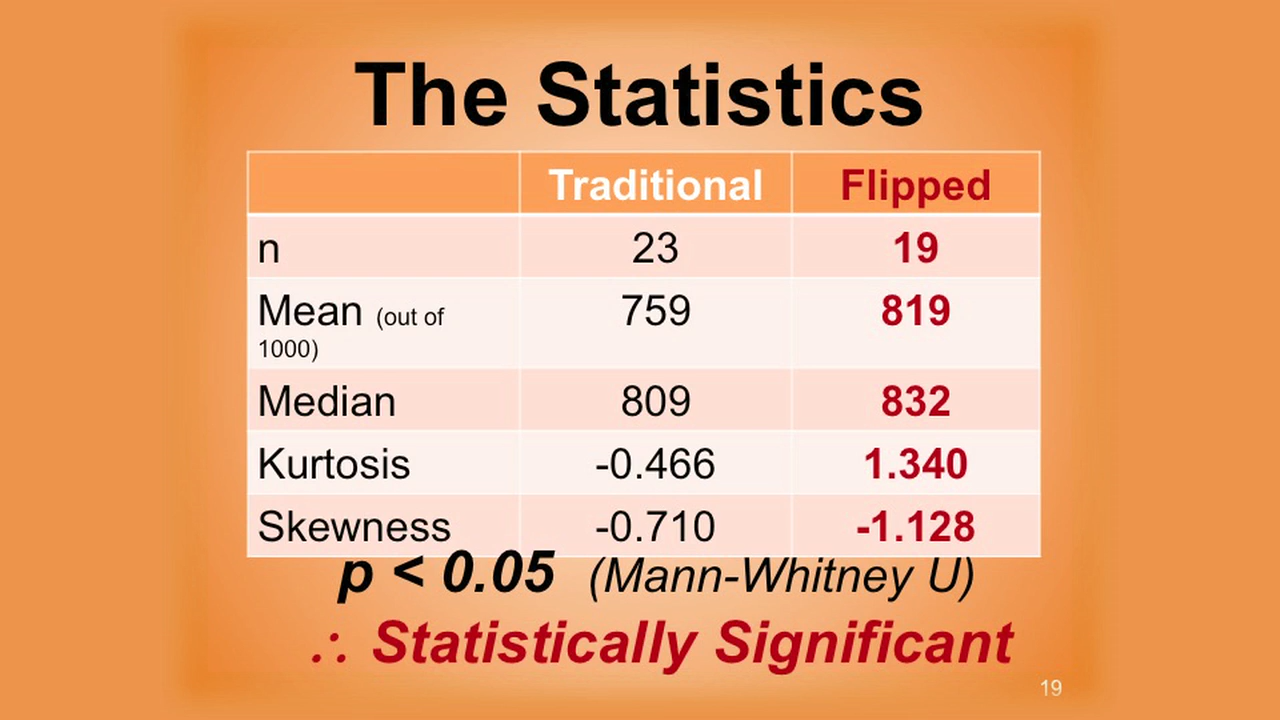 The Statistics
Traditional Flipped
n 23 19
Mean (out of 759 819
1000)
Median 809 832
Kurtosis -0.466 1.340
Skewness -0.710 -1.128
p < 0.05 (Mann-Whitney U)
∴ Statistically Significant
19